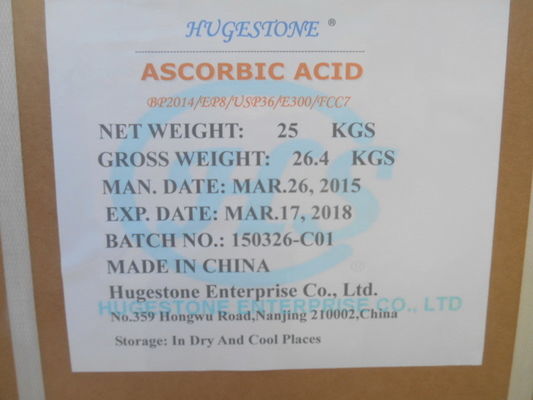 HUGESTONE ®
ASCORBIC ACID
BP2014/EP8/USP36/E300/FCC7
NET WEIGHT: 25 KGS
GROSS WEIGHT: 26.4 KGS
MAN. DATE: MAR.26, 2015
EXP. DATE: MAR.17, 2018
BATCH NO.: 150326-C01
MADE IN CHINA
®
Hugestone Enterprise Co., Ltd.
HUGESTONE ENTERPRISE CO., LTD
No.359 Hongwu Road,Nanjing 210002,China
Storage: In Dry And Cool Places